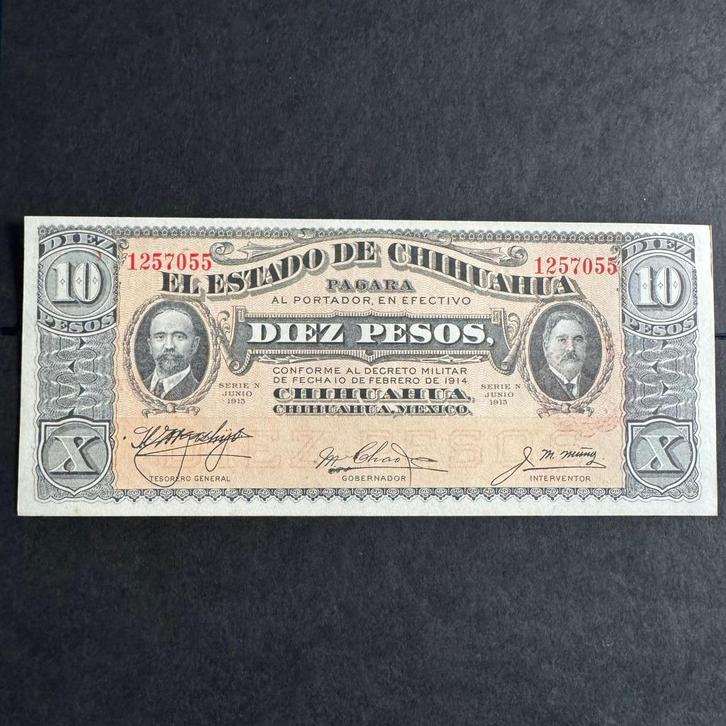 DIEZ
10
PESOS
DIEZ
10
PESOS
1257055
1257055
EL ESTADO DE CHIHUAHUA
PAGARA
AL PORTADOR, EN EFECTIVO
DIEZ PESOS,
CONFORME AL DECRETO MILITAR
DE FECHA 10 DE FEBRERO DE 1914
CHIHUAHUA,
CHIHUAHUA, MEXICO.
SERIE N
JUNIO
1915
SERIE N
JUNIO
1915
X
X
J. M. Muñoz
TESORERO GENERAL
GOBERNADOR
INTERVENTOR